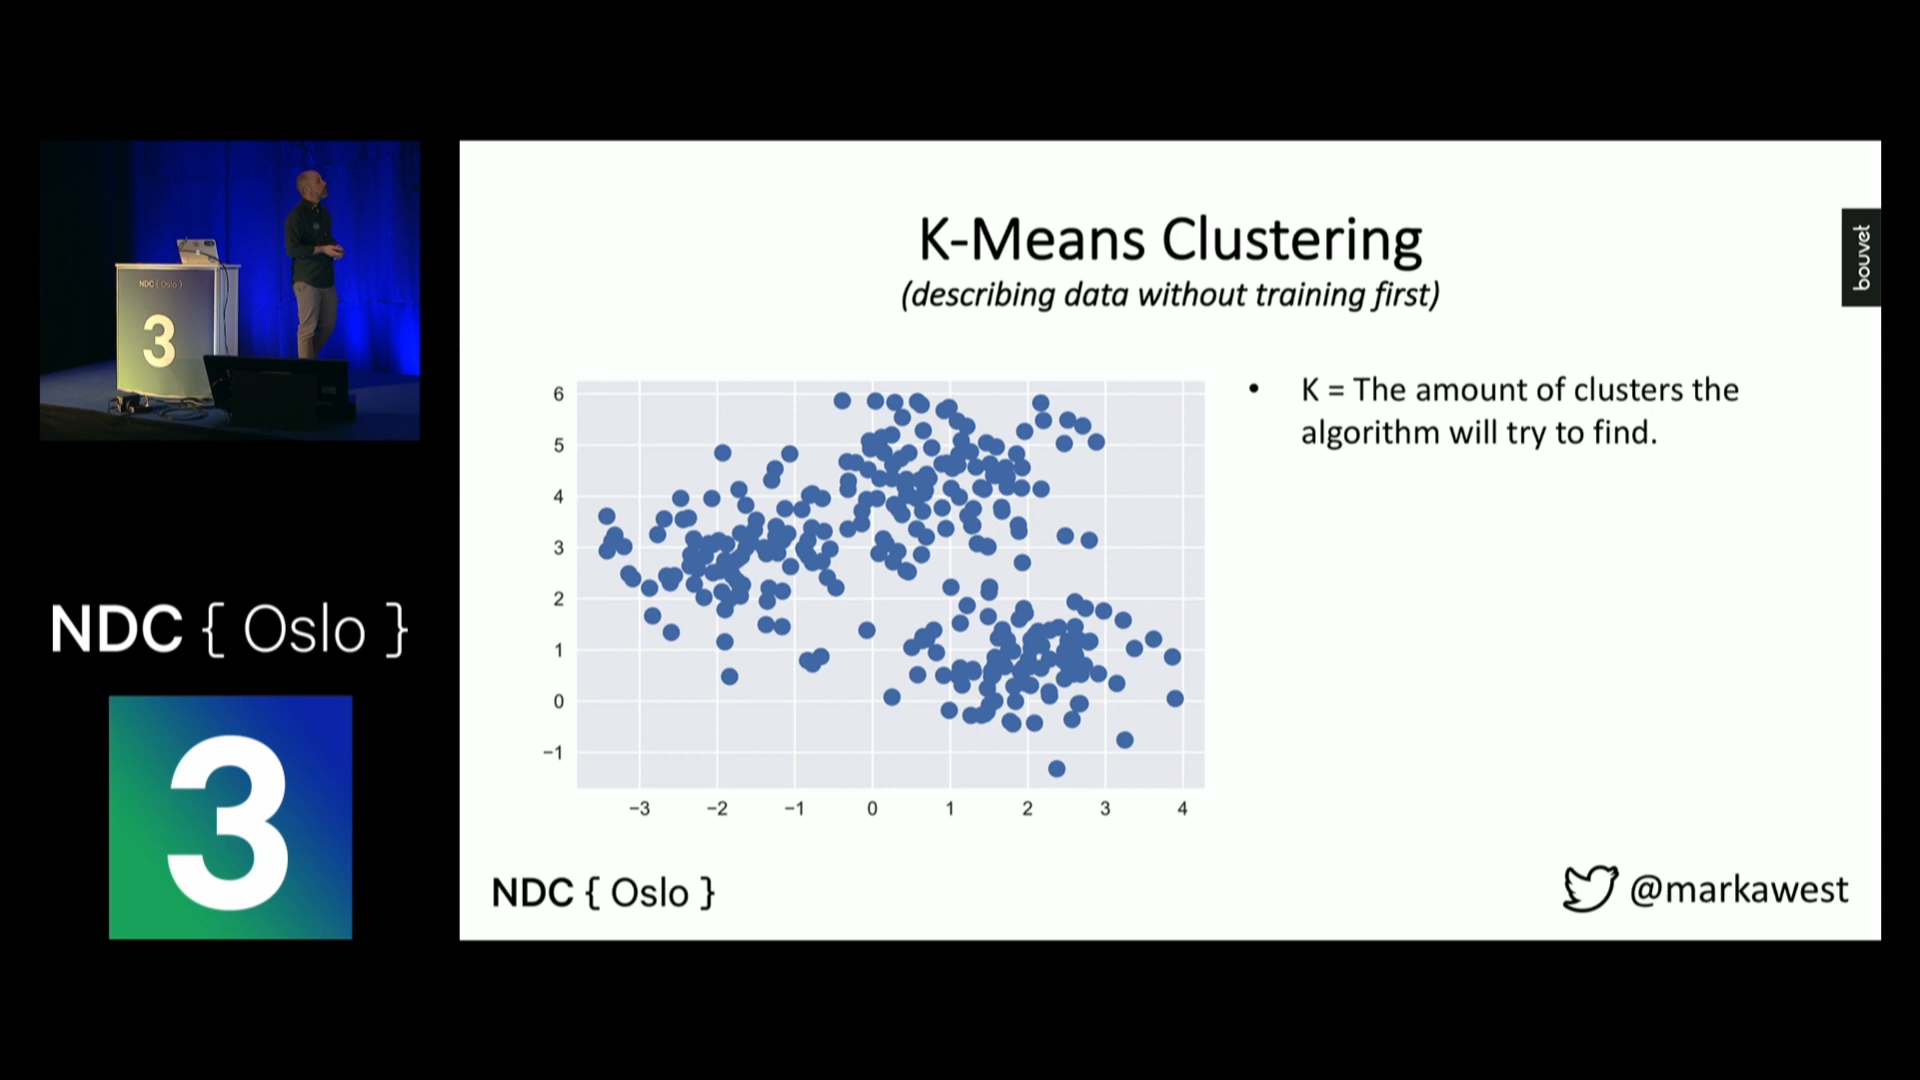 NDC { Oslo }
3
NDC { Oslo }
3
K-Means Clustering
(describing data without training first)
bouvet
• K = The amount of clusters the
algorithm will try to find.
6
5
4
3
2
1
0
−1
−3 −2 −1 0 1 2 3 4
NDC { Oslo }
@markawest